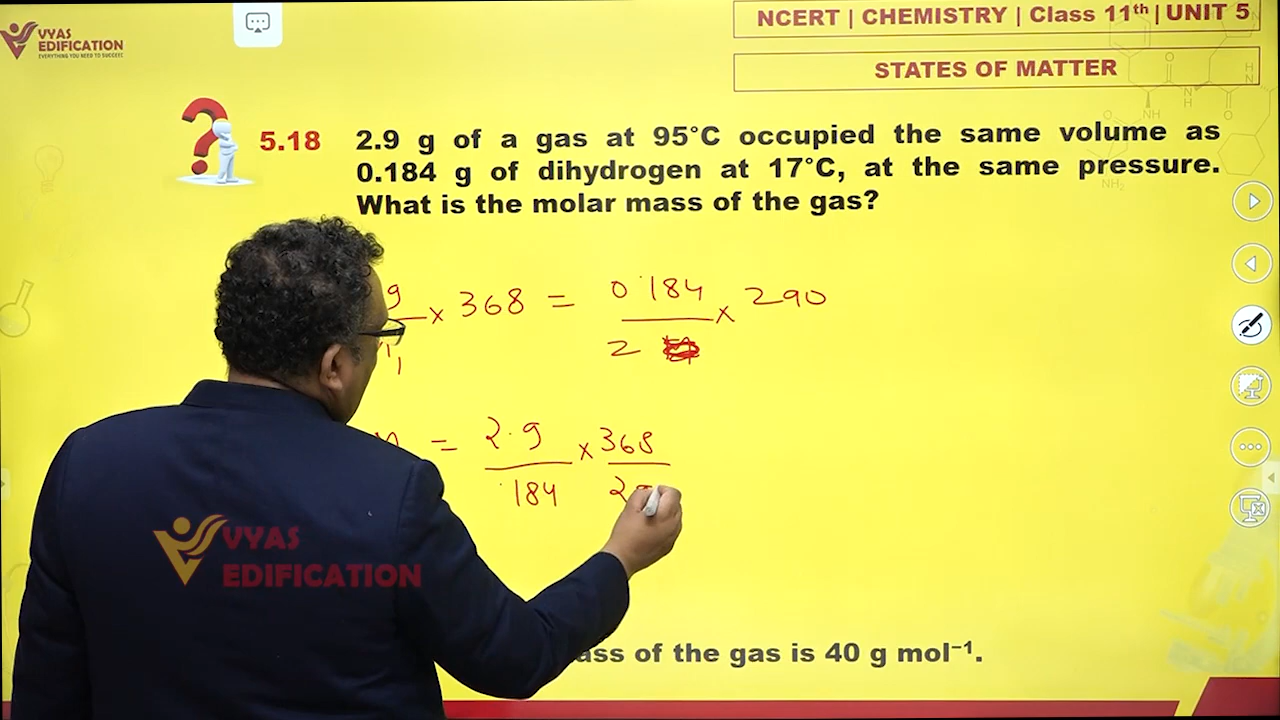 VYAS
EDIFICATION
EVERYTHING YOU NEED TO SUCCEED
NCERT | CHEMISTRY | Class 11th | UNIT 5
STATES OF MATTER
5.18 2.9 g of a gas at 95°C occupied the same volume as
0.184 g of dihydrogen at 17°C, at the same pressure.
What is the molar mass of the gas?
9 × 368 = 0.184 × 290
2
= 2.9 × 368
.184
VYAS
EDIFICATION
of the gas is 40 g mol⁻¹.